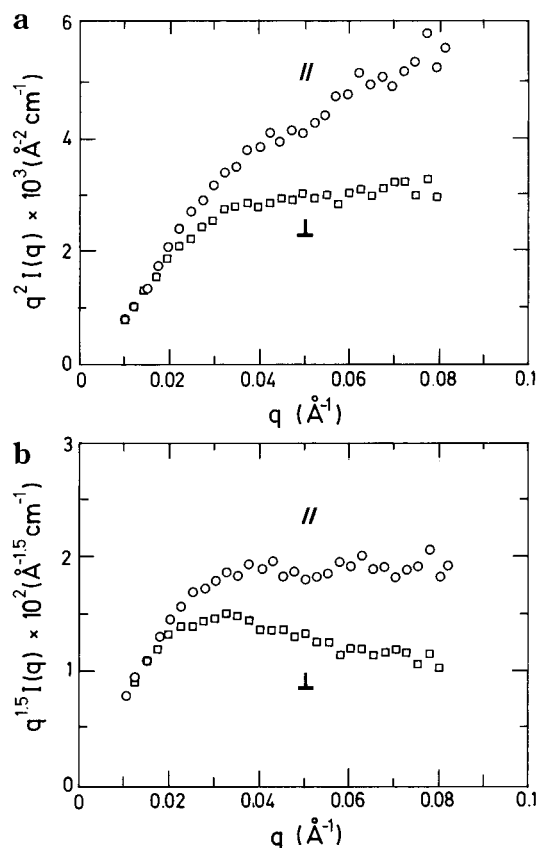 a
6
4
2
0
q² I(q) × 10³ (Å⁻² cm⁻¹)
//
⊥
0 0.02 0.04 0.06 0.08 0.1
q (Å⁻¹)
b
3
2
1
0
q¹·⁵ I(q) × 10² (Å⁻¹·⁵ cm⁻¹)
//
⊥
0 0.02 0.04 0.06 0.08 0.1
q (Å⁻¹)